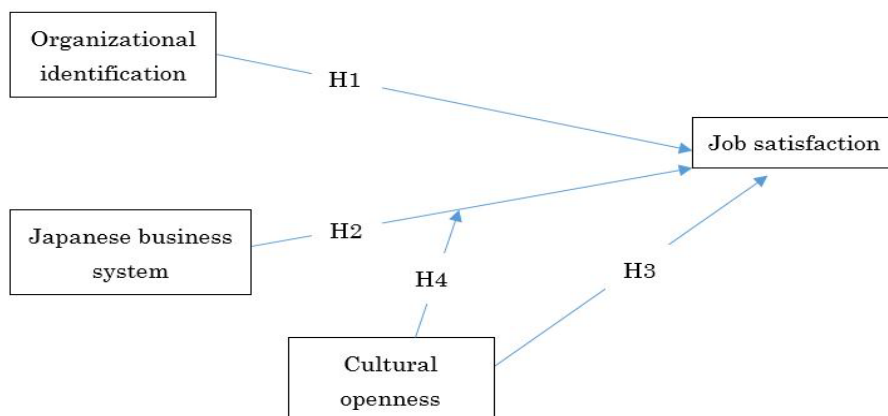 Organizational
identification
H1
Job satisfaction
Japanese business
system
H2
H4
H3
Cultural
openness